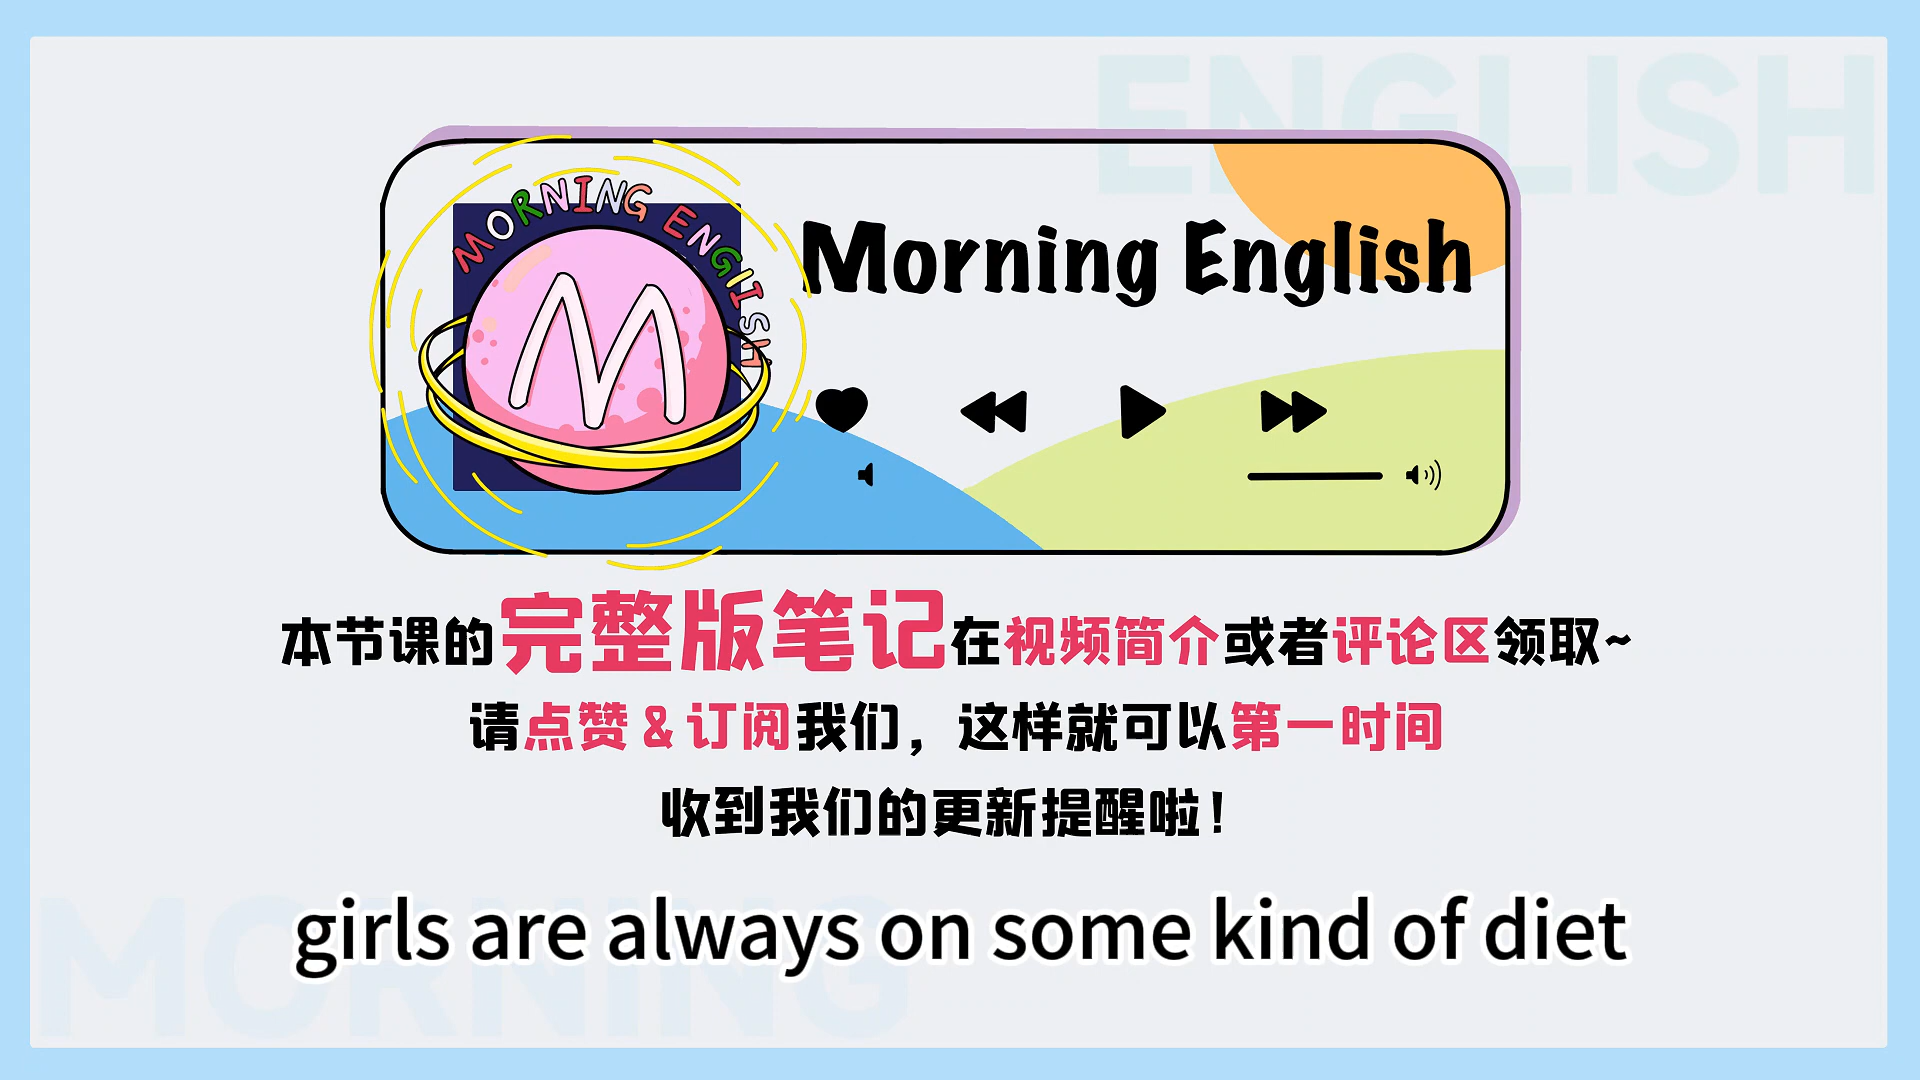 ENGLISH
MORNING ENGLISH
M
Morning English
本节课的完整版笔记在视频简介或者评论区领取~
请点赞&订阅我们，这样就可以第一时间
收到我们的更新提醒啦！
girls are always on some kind of diet
MORNING